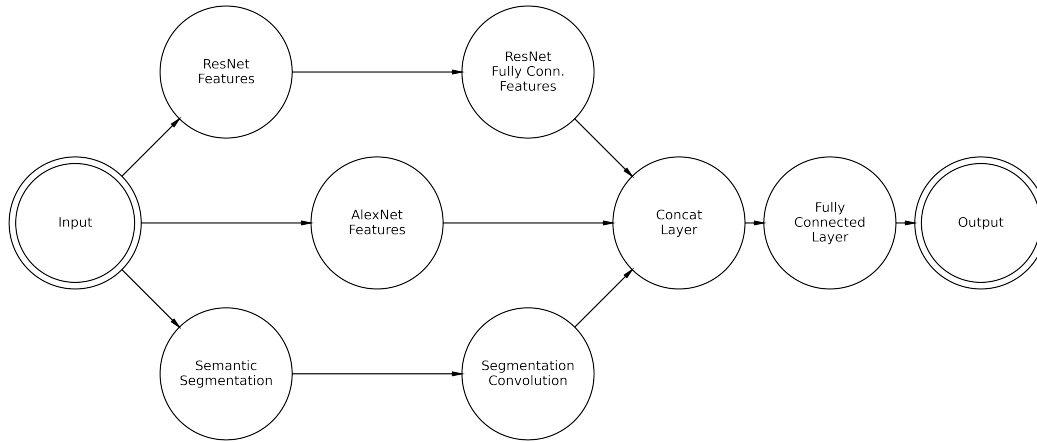 ResNet
Features
ResNet
Fully Conn.
Features
Input
AlexNet
Features
Concat
Layer
Fully
Connected
Layer
Output
Semantic
Segmentation
Segmentation
Convolution